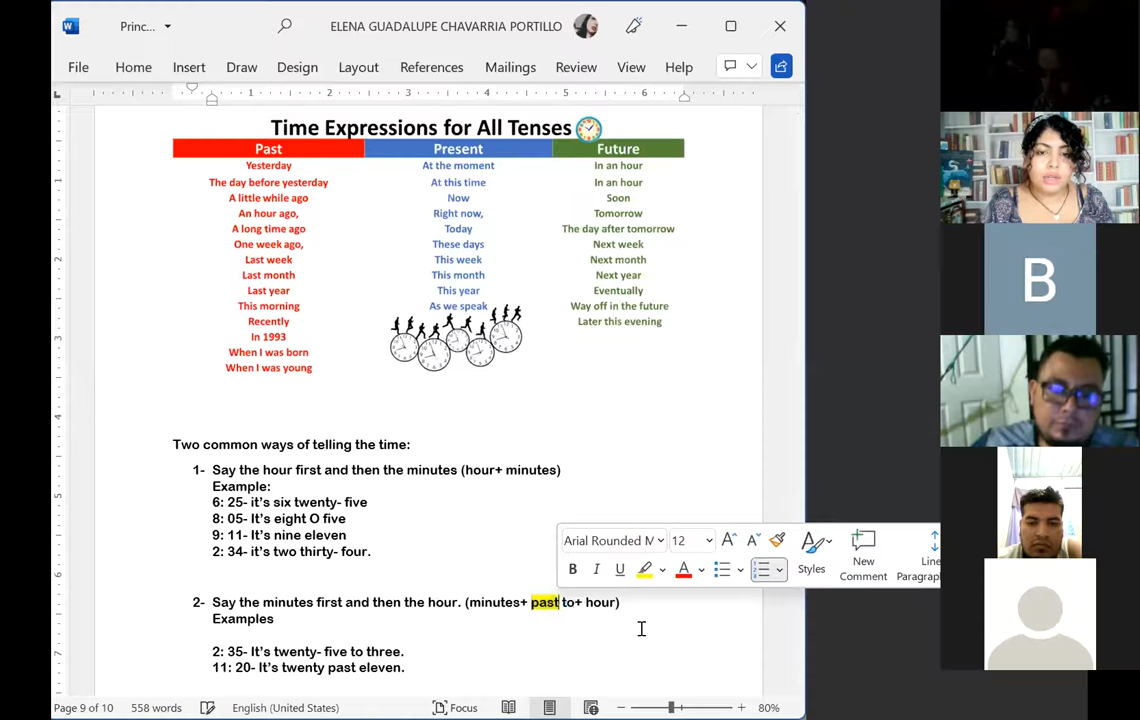 Princ...
ELENA GUADALUPE CHAVARRIA PORTILLO
File Home Insert Draw Design Layout References Mailings Review View Help
1 2 3 4 5 6
Time Expressions for All Tenses
Past Present Future
Yesterday At the moment In an hour
The day before yesterday At this time In an hour
A little while ago Now Soon
An hour ago, Right now, Tomorrow
A long time ago Today The day after tomorrow
One week ago, These days Next week
Last week This week Next month
Last month This month Next year
Last year This year Eventually
This morning As we speak Way off in the future
Recently Later this evening
In 1993
When I was born
When I was young
Two common ways of telling the time:
1- Say the hour first and then the minutes (hour+ minutes)
Example:
6: 25- it's six twenty- five
8: 05- It's eight O five
9: 11- It's nine eleven
2: 34- it's two thirty- four.
Arial Rounded M 12
Styles New Comment Line Paragraph
2- Say the minutes first and then the hour. (minutes+ past to+ hour)
Examples
2: 35- It's twenty- five to three.
11: 20- It's twenty past eleven.
Page 9 of 10 558 words English (United States) Focus 80%
B